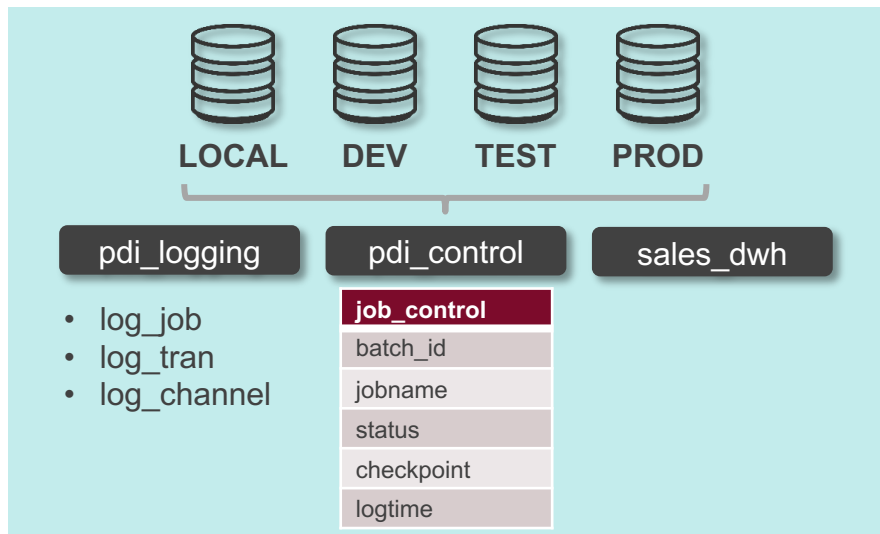 LOCAL DEV TEST PROD
pdi_logging pdi_control sales_dwh
• log_job
• log_tran
• log_channel
job_control
batch_id
jobname
status
checkpoint
logtime